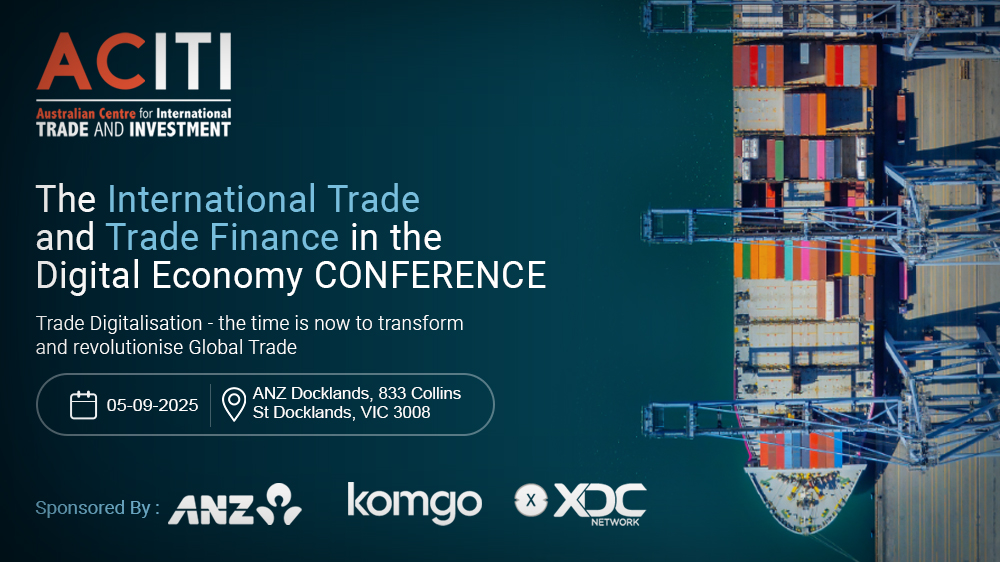 ACITI
Australian Centre for International
TRADE AND INVESTMENT
The International Trade
and Trade Finance in the
Digital Economy CONFERENCE
Trade Digitalisation - the time is now to transform
and revolutionise Global Trade
05-09-2025
ANZ Docklands, 833 Collins
St Docklands, VIC 3008
Sponsored By :
ANZ
komgo
X XDC
NETWORK